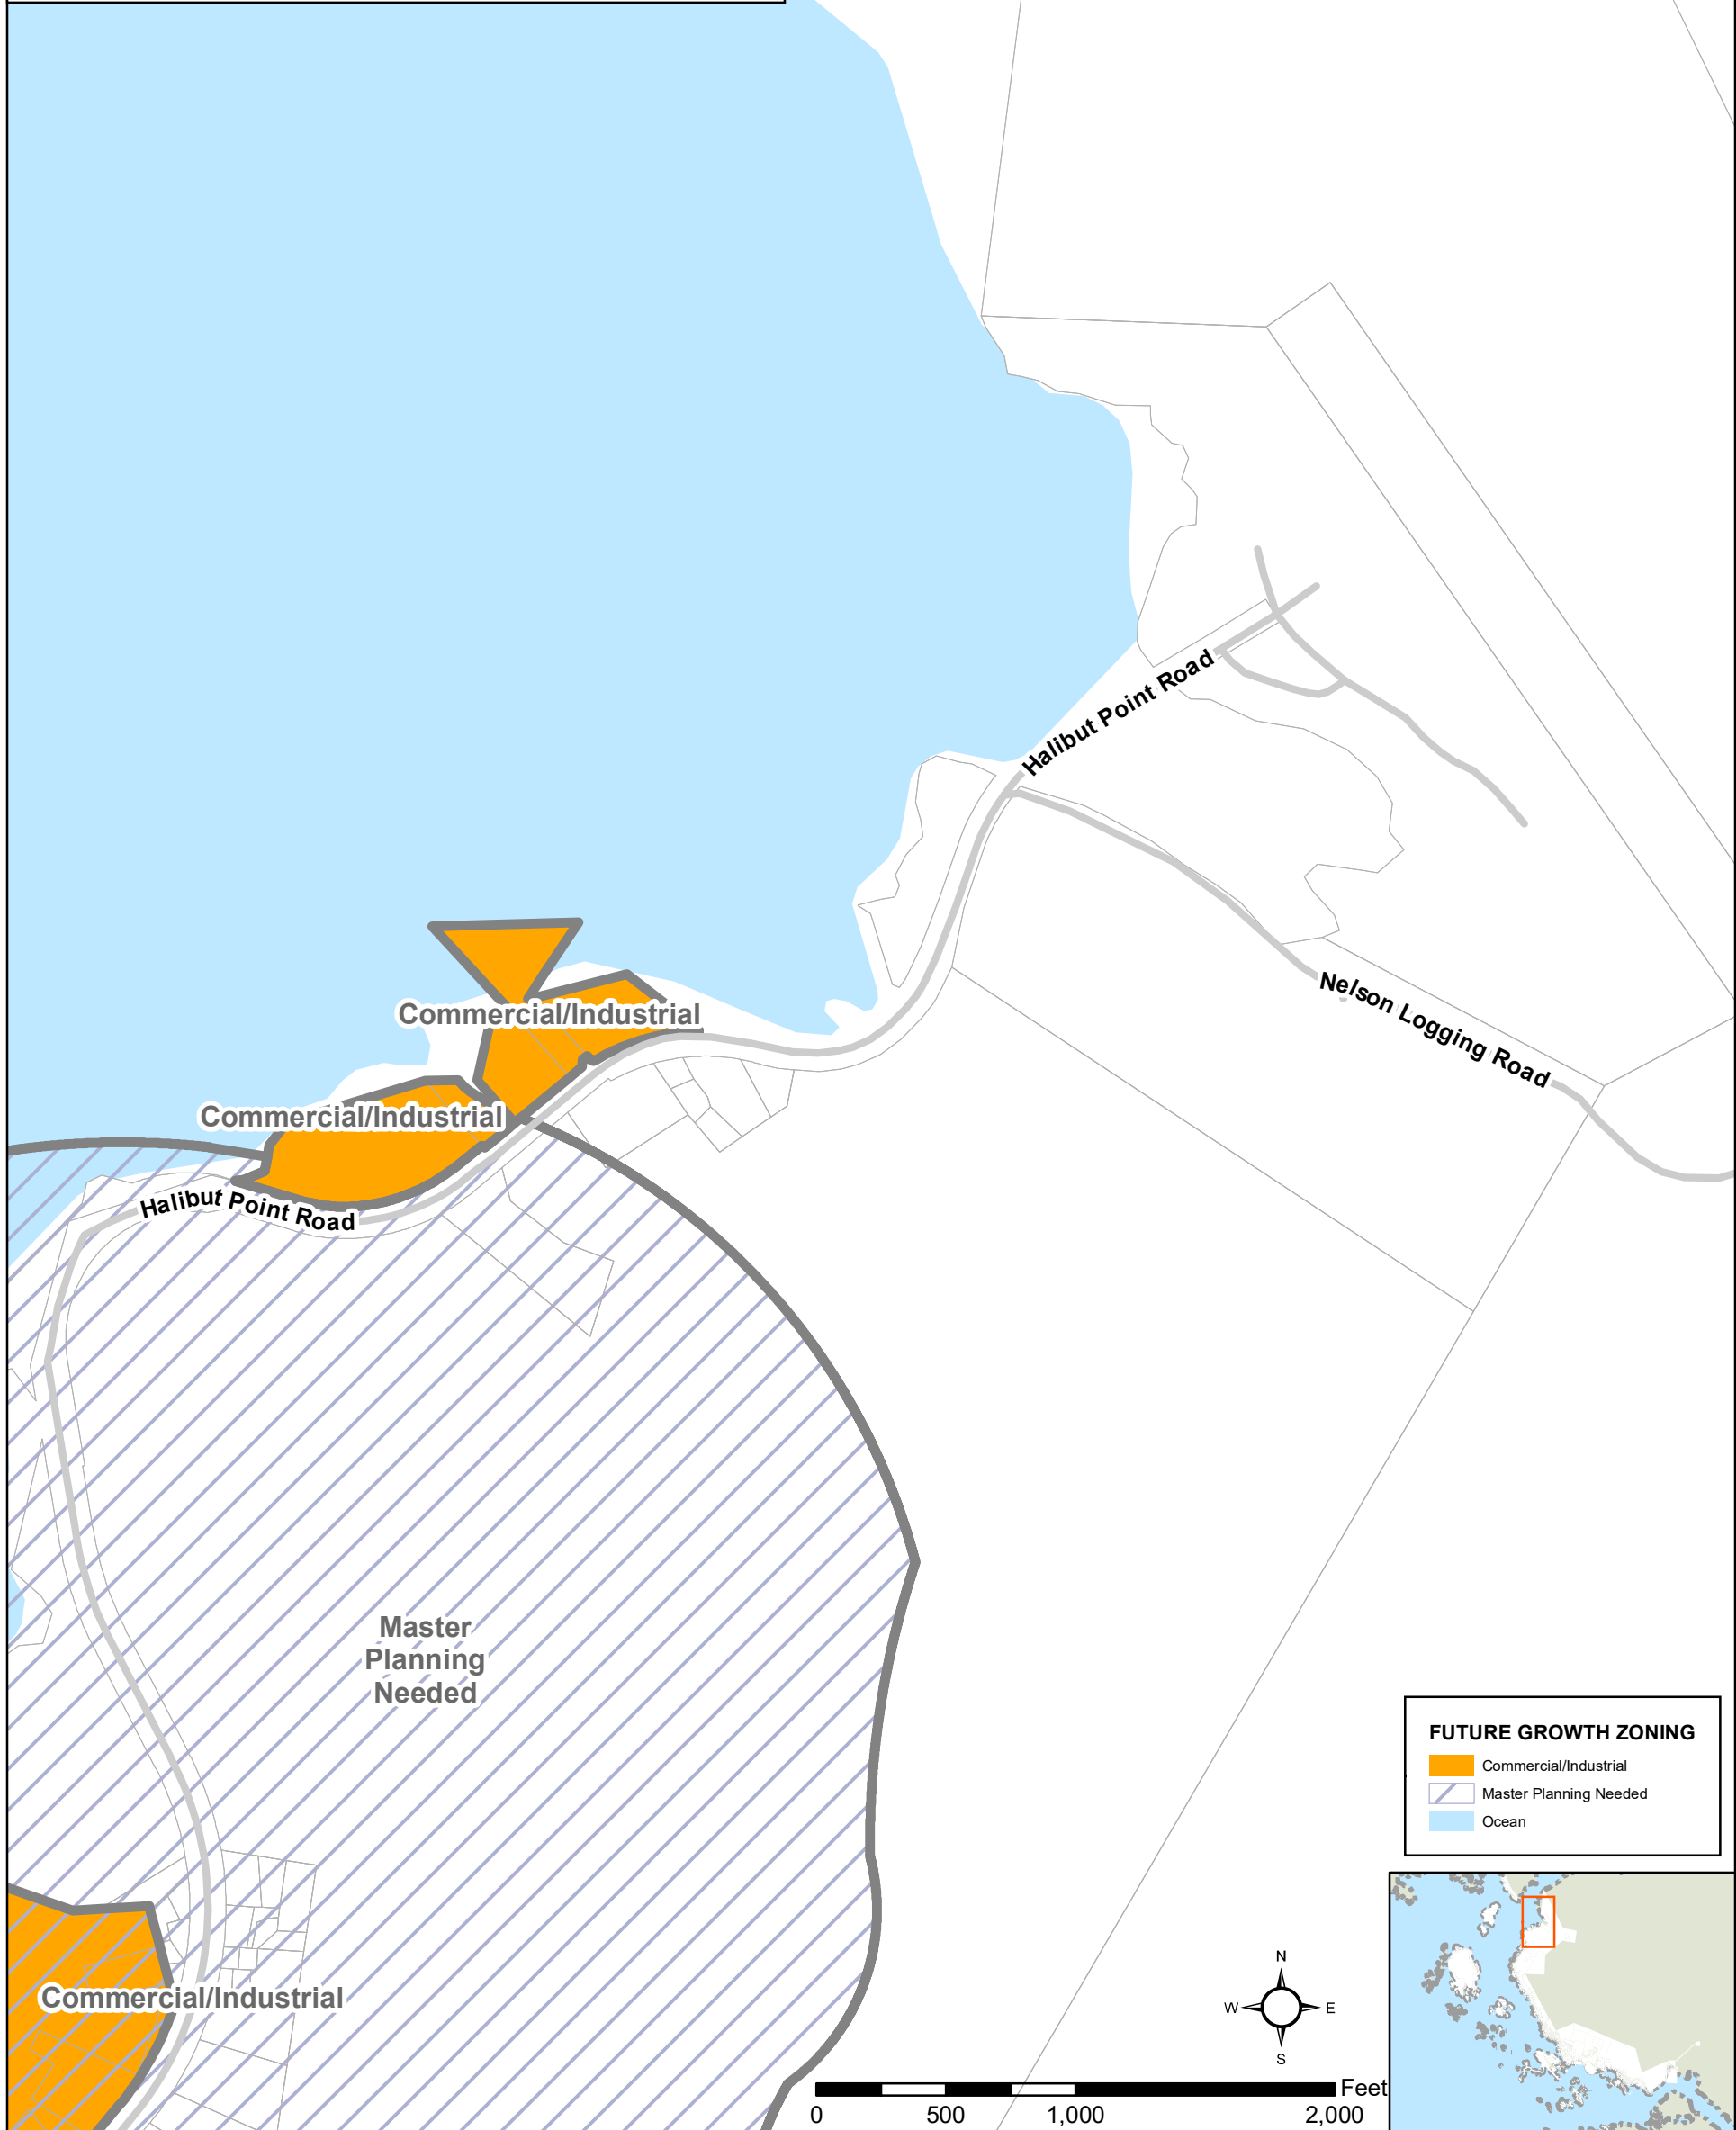 Halibut Point Road
Nelson Logging Road
Commercial/Industrial
Commercial/Industrial
Halibut Point Road
Master
Planning
Needed
Commercial/Industrial
FUTURE GROWTH ZONING
Commercial/Industrial
Master Planning Needed
Ocean
N
W E
S
Feet
0 500 1,000 2,000